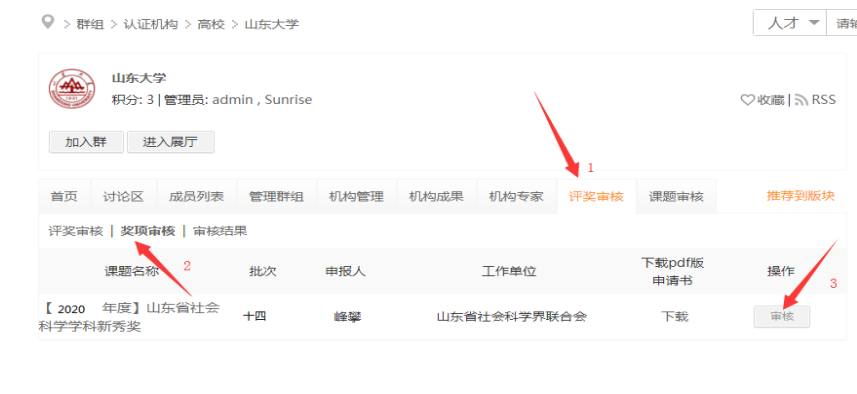 > 群组 > 认证机构 > 高校 > 山东大学
人才
山东大学
积分: 3 | 管理员: admin , Sunrise
收藏 | RSS
加入群 进入展厅
1
首页 讨论区 成员列表 管理群组 机构管理 机构成果 机构专家 评奖审核 课题审核 推荐到版块
评奖审核 | 奖项审核 | 审核结果
2
课题名称 批次 申报人 工作单位 下载pdf版
申请书 操作
3
【 2020 年度】山东省社会
科学学科新秀奖 十四 峰攀 山东省社会科学界联合会 下载 审核